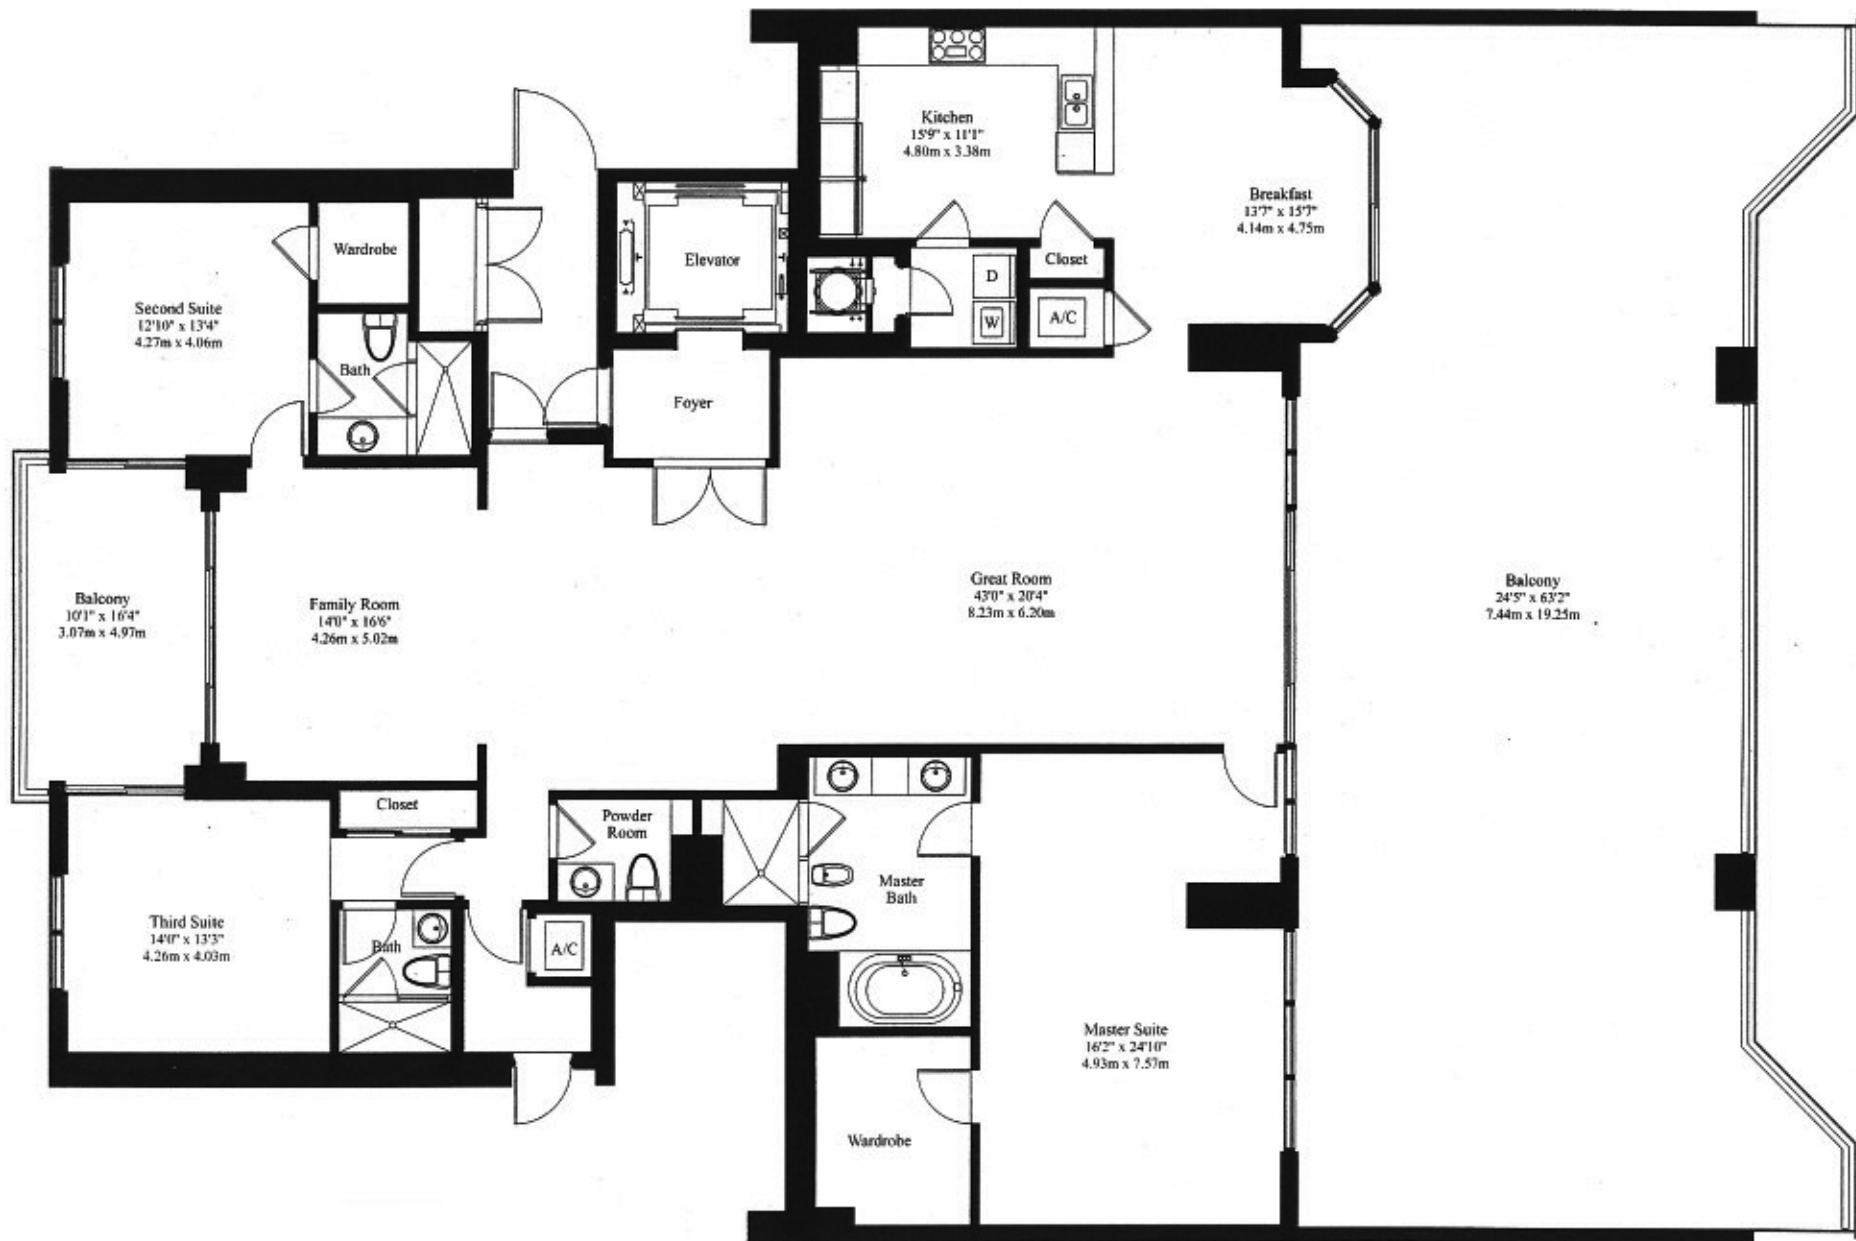 Kitchen
15'9" x 11'1"
4.80m x 3.38m
Breakfast
13'7" x 15'7"
4.14m x 4.75m
Wardrobe
Elevator
Closet
D
W
A/C
Second Suite
12'10" x 13'4"
4.27m x 4.06m
Bath
Foyer
Balcony
10'1" x 16'4"
3.07m x 4.97m
Family Room
14'0" x 16'6"
4.26m x 5.02m
Great Room
43'0" x 20'4"
8.23m x 6.20m
Balcony
24'5" x 63'2"
7.44m x 19.25m
Closet
Powder
Room
Master
Bath
Third Suite
14'0" x 13'3"
4.26m x 4.03m
Bath
A/C
Master Suite
16'2" x 24'10"
4.93m x 7.57m
Wardrobe